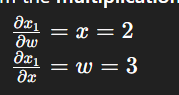 ∂x₁/∂w = x = 2
∂x₁/∂x = w = 3